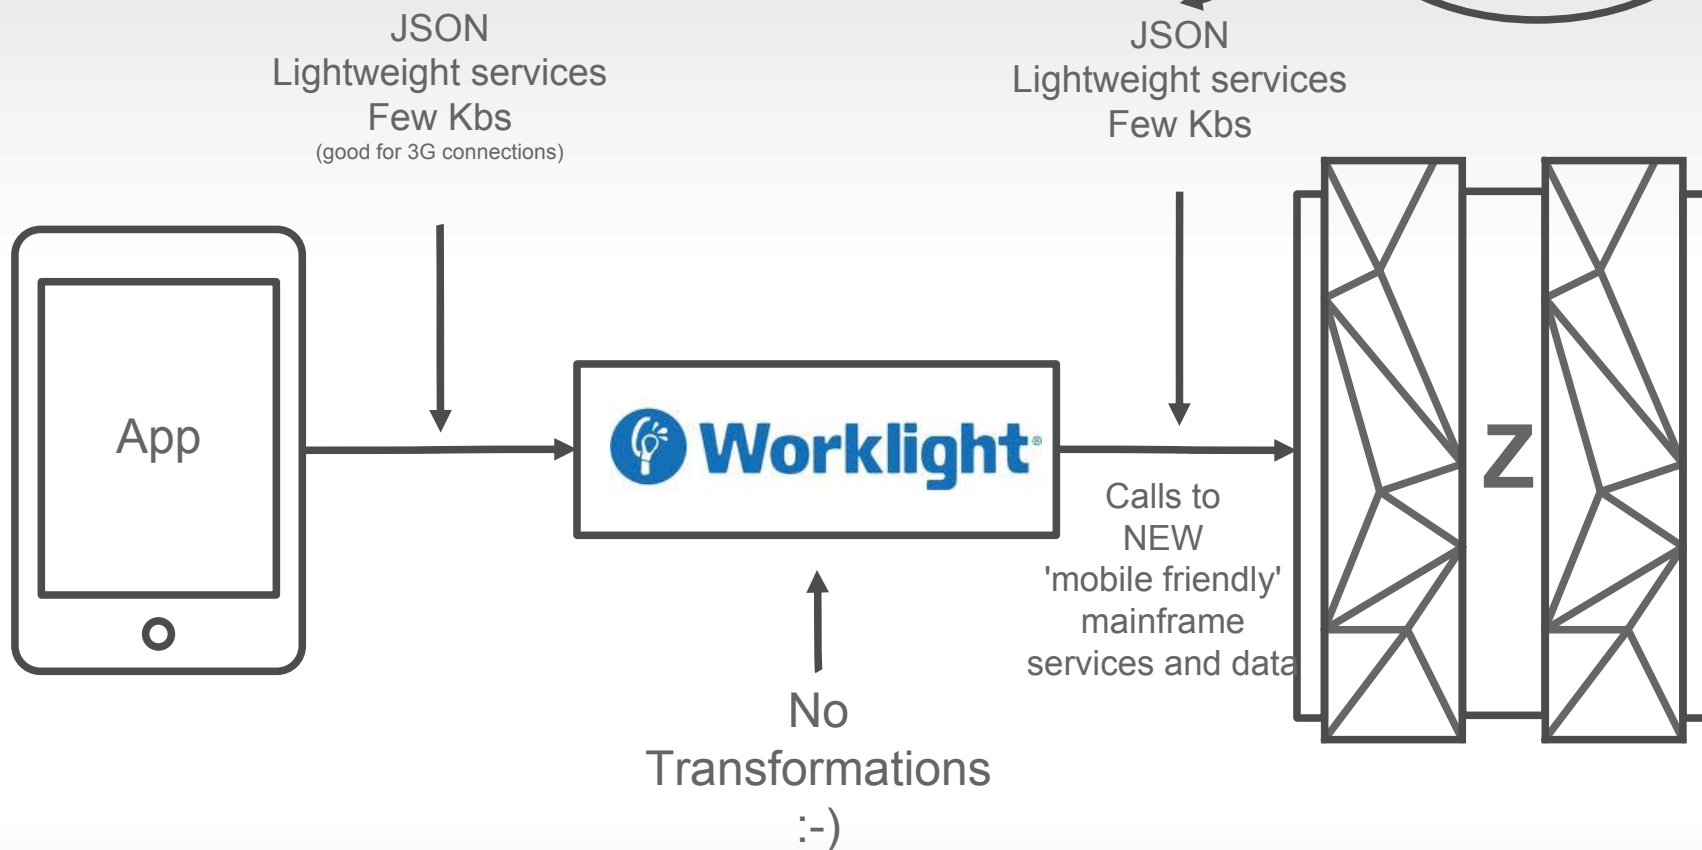 JSON
Lightweight services
Few Kbs
(good for 3G connections)
JSON
Lightweight services
Few Kbs
App
Worklight®
Z
Calls to
NEW
'mobile friendly'
mainframe
services and data
No
Transformations
:-)